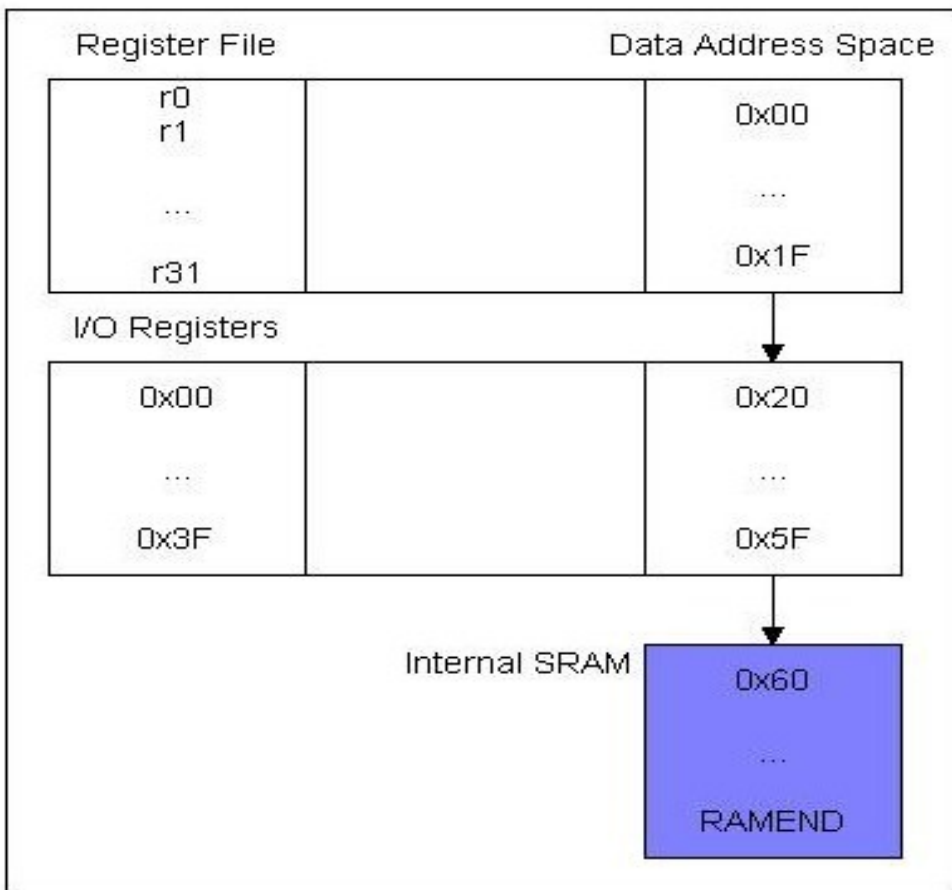 Register File
Data Address Space
r0
r1
...
r31
0x00
...
0x1F
I/O Registers
0x00
...
0x3F
0x20
...
0x5F
Internal SRAM
0x60
...
RAMEND